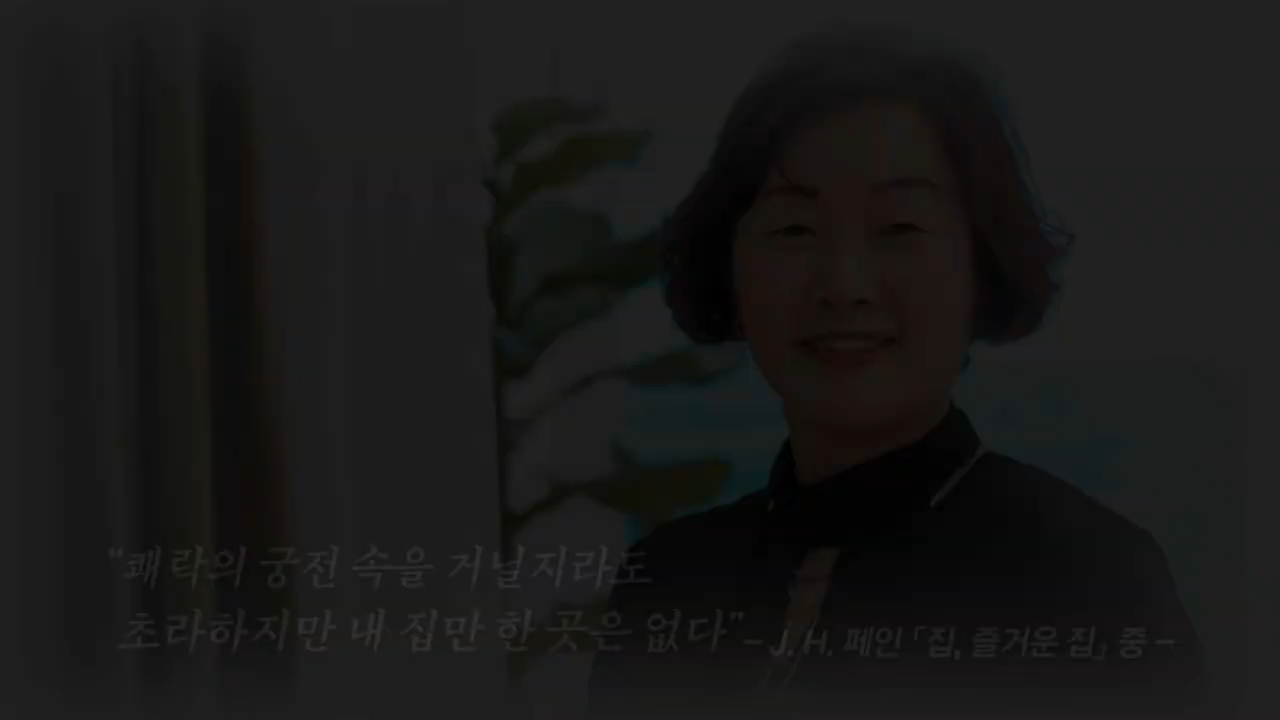 “쾌락의 궁전 속을 거닐지라도
초라하지만 내 집만 한 곳은 없다” – J. H. 페인 「집, 즐거운 집」 중 –